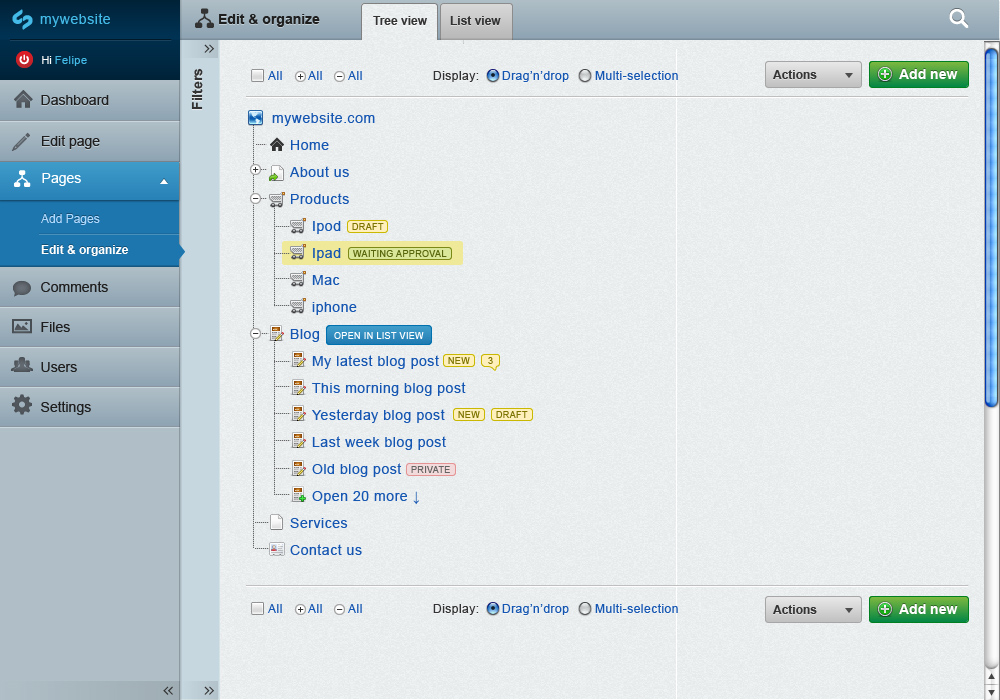 mywebsite
Hi Felipe
Dashboard
Edit page
Pages
Add Pages
Edit & organize
Comments
Files
Users
Settings
«
»
Filters
»
Edit & organize
Tree view
List view
All All All Display: Drag'n'drop Multi-selection Actions Add new
mywebsite.com
Home
About us
Products
Ipod DRAFT
Ipad WAITING APPROVAL
Mac
iphone
Blog OPEN IN LIST VIEW
My latest blog post NEW 3
This morning blog post
Yesterday blog post NEW DRAFT
Last week blog post
Old blog post PRIVATE
Open 20 more ↓
Services
Contact us
All All All Display: Drag'n'drop Multi-selection Actions Add new